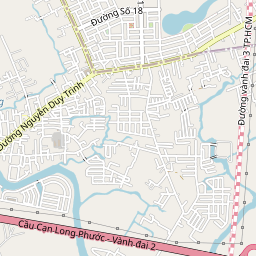 Đường Số 18
Đường Nguyễn Duy Trinh
Đường vành đai 3 TP.HCM
Cầu Cạn Long Phước - Vành đai 2